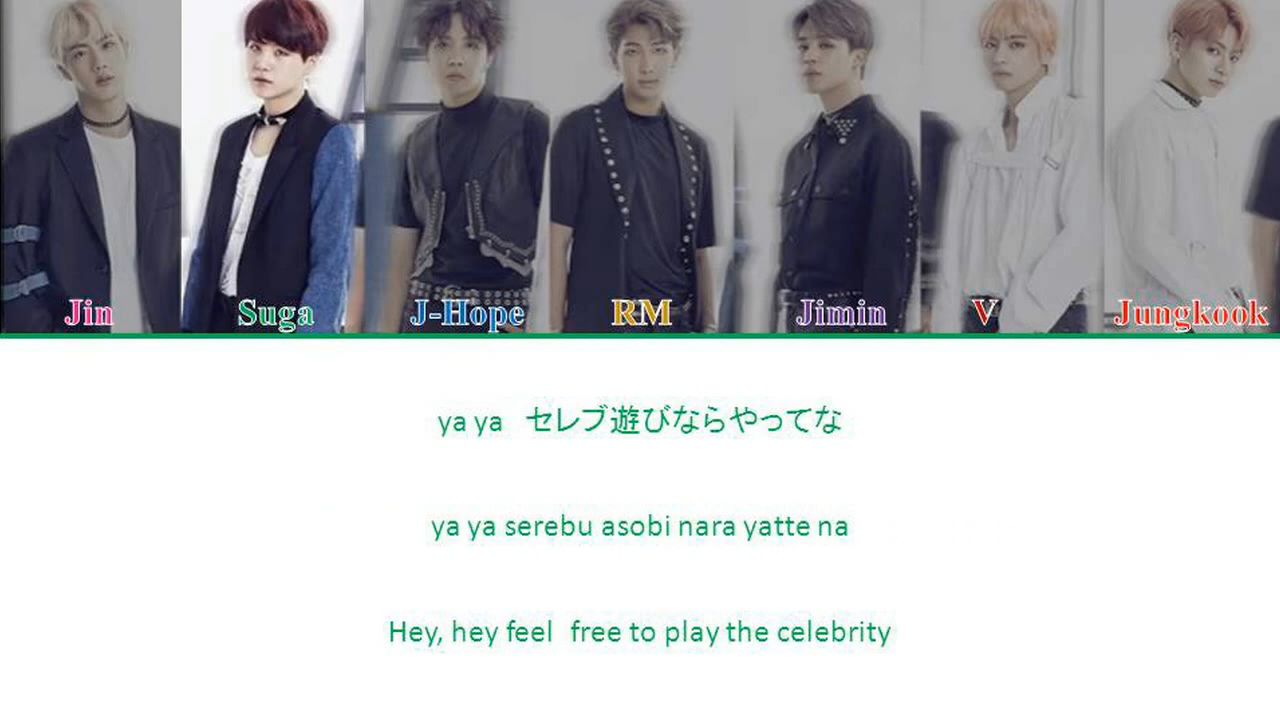 Jin Suga J-Hope RM Jimin V Jungkook
ya ya セレブ遊びならやってな
ya ya serebu asobi nara yatte na
Hey, hey feel free to play the celebrity